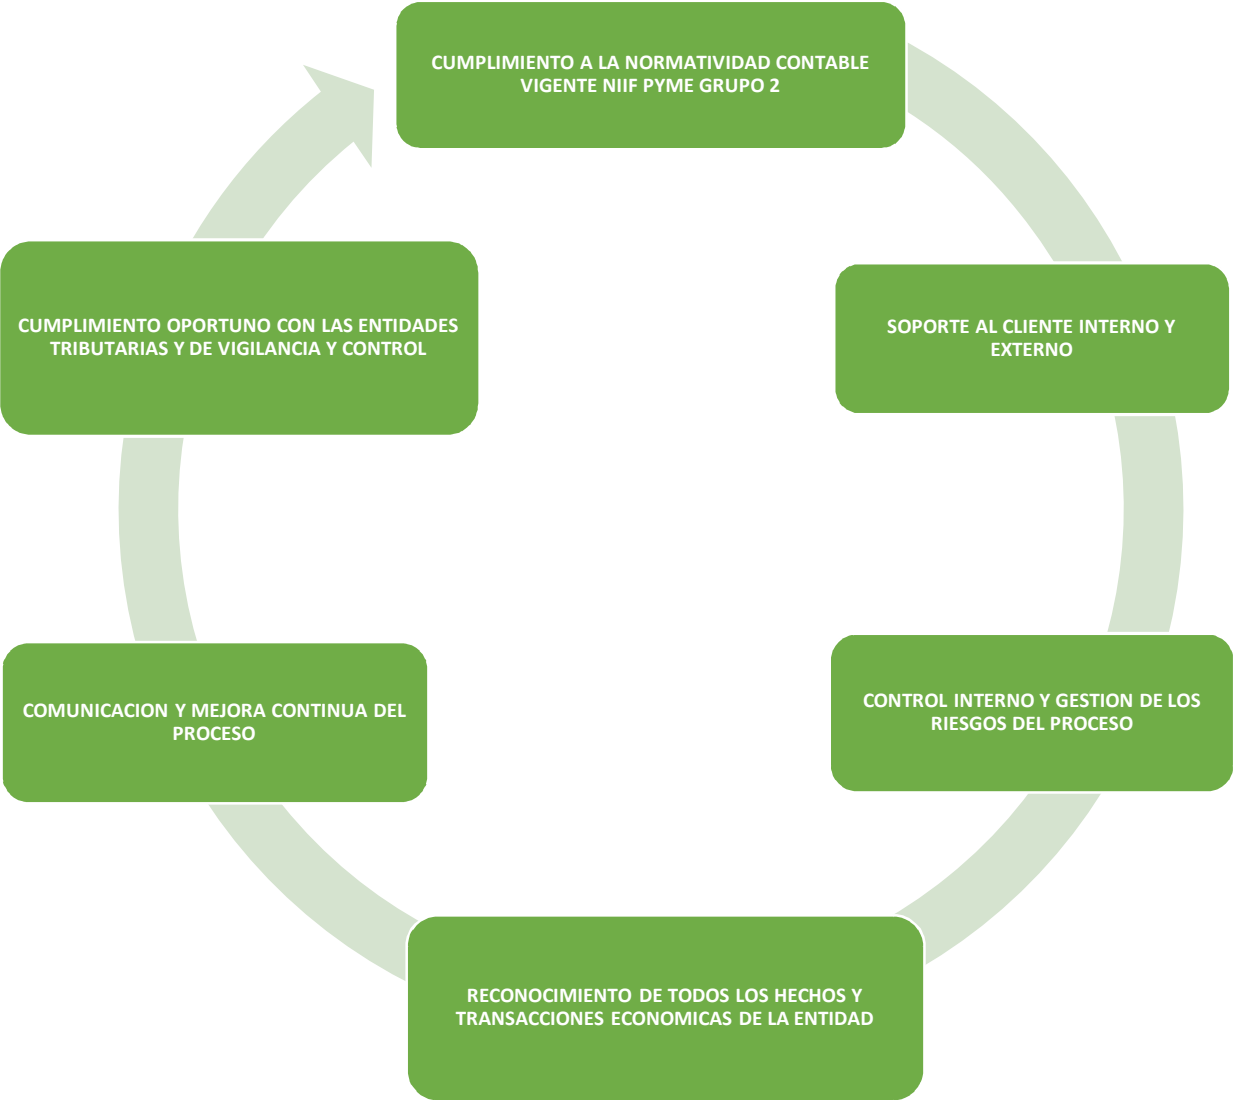 CUMPLIMIENTO A LA NORMATIVIDAD CONTABLE
VIGENTE NIIF PYME GRUPO 2
SOPORTE AL CLIENTE INTERNO Y
EXTERNO
CONTROL INTERNO Y GESTION DE LOS
RIESGOS DEL PROCESO
RECONOCIMIENTO DE TODOS LOS HECHOS Y
TRANSACCIONES ECONOMICAS DE LA ENTIDAD
COMUNICACION Y MEJORA CONTINUA DEL
PROCESO
CUMPLIMIENTO OPORTUNO CON LAS ENTIDADES
TRIBUTARIAS Y DE VIGILANCIA Y CONTROL